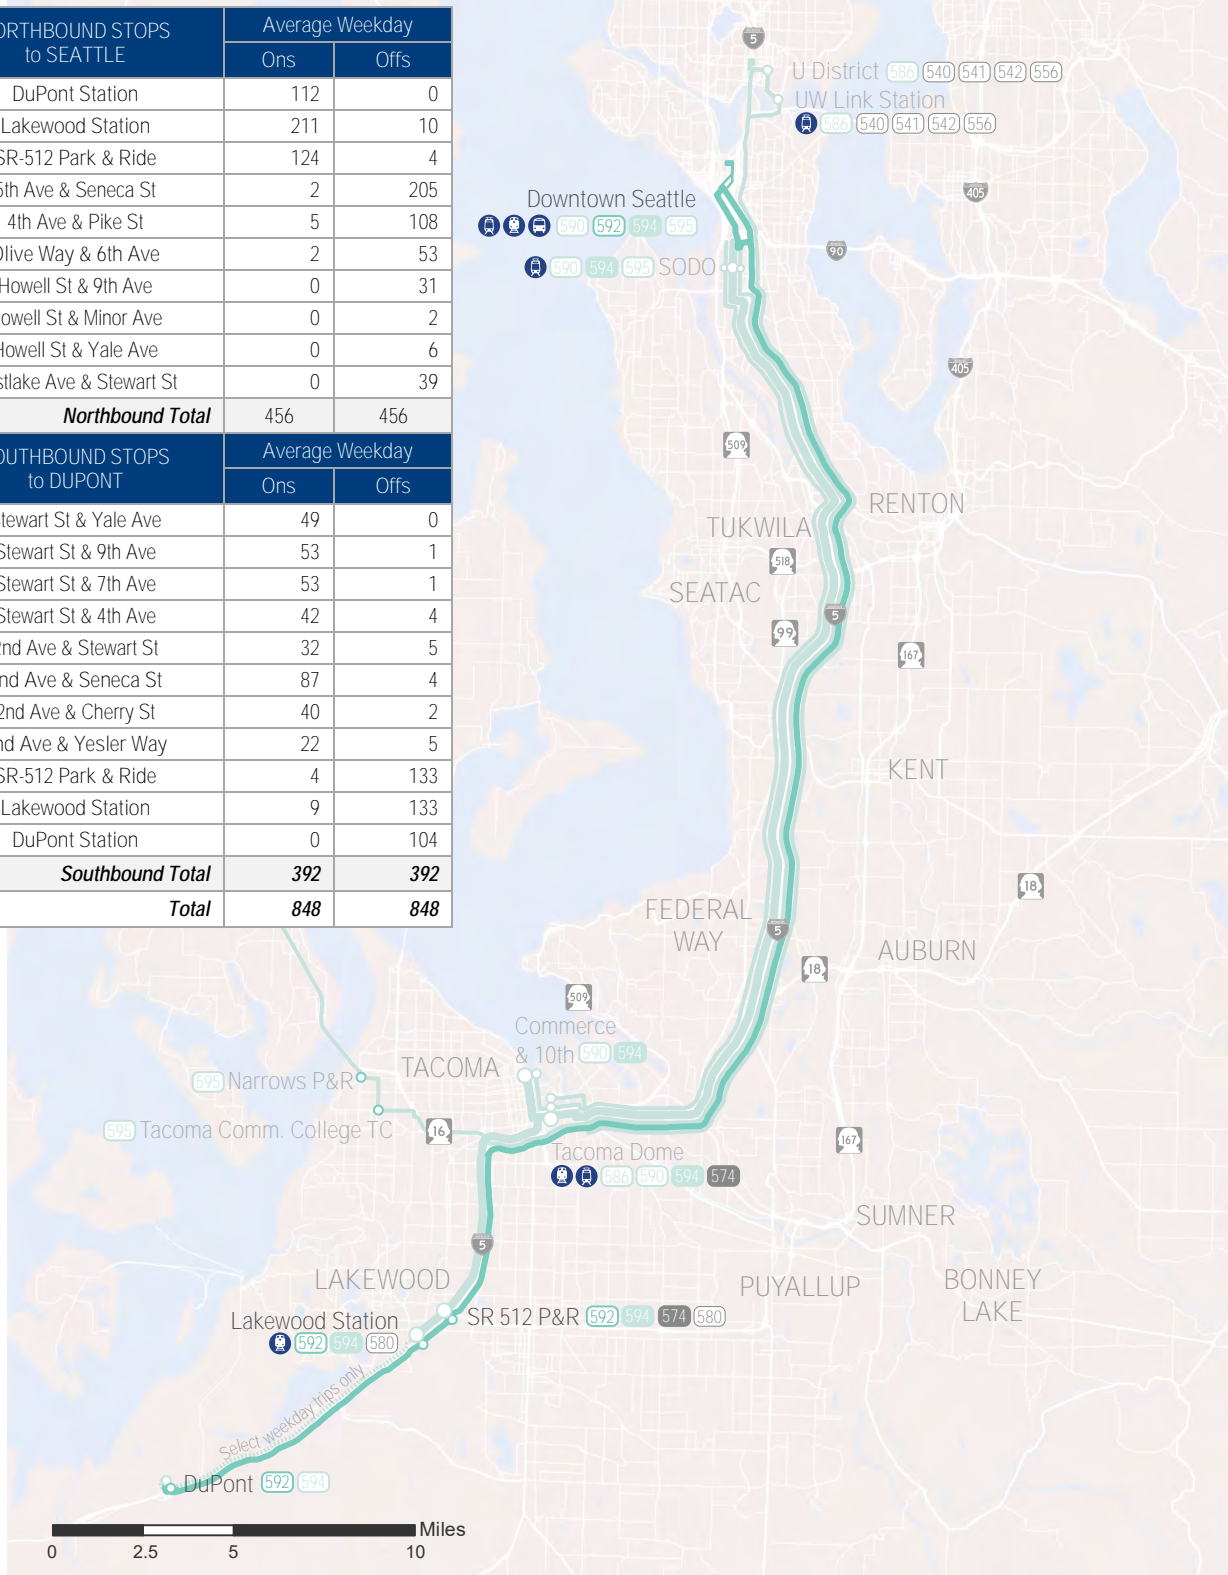 ORTHBOUND STOPS
to SEATTLE
Average Weekday
Ons Offs
DuPont Station 112 0
Lakewood Station 211 10
SR-512 Park & Ride 124 4
5th Ave & Seneca St 2 205
4th Ave & Pike St 5 108
Olive Way & 6th Ave 2 53
Howell St & 9th Ave 0 31
owell St & Minor Ave 0 2
Howell St & Yale Ave 0 6
stlake Ave & Stewart St 0 39
Northbound Total 456 456
OUTHBOUND STOPS
to DUPONT
Average Weekday
Ons Offs
tewart St & Yale Ave 49 0
Stewart St & 9th Ave 53 1
Stewart St & 7th Ave 53 1
Stewart St & 4th Ave 42 4
2nd Ave & Stewart St 32 5
nd Ave & Seneca St 87 4
2nd Ave & Cherry St 40 2
nd Ave & Yesler Way 22 5
SR-512 Park & Ride 4 133
Lakewood Station 9 133
DuPont Station 0 104
Southbound Total 392 392
Total 848 848
5
U District 586 540 541 542 556
UW Link Station
586 540 541 542 556
405
Downtown Seattle
590 592 594 595
90
590 594 595 SODO
405
509
RENTON
TUKWILA
518
SEATAC
5
99
167
KENT
18
FEDERAL
WAY
5
AUBURN
18
509
Commerce
& 10th 590 594
TACOMA
595 Narrows P&R
595 Tacoma Comm. College TC
16
167
Tacoma Dome
586 590 594 574
SUMNER
5
LAKEWOOD
PUYALLUP
BONNEY
LAKE
SR 512 P&R 592 594 574 580
Lakewood Station
592 594 580
Select weekday trips only
DuPont 592 594
Miles
0 2.5 5 10